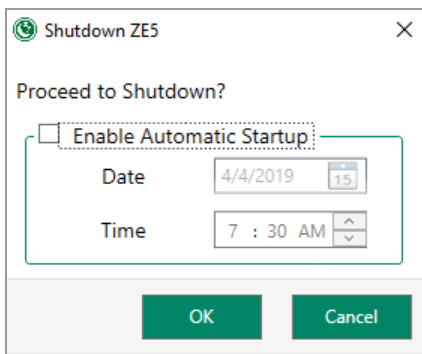 Shutdown ZE5
Proceed to Shutdown?
Enable Automatic Startup
Date 4/4/2019 15
Time 7 : 30 AM
OK Cancel